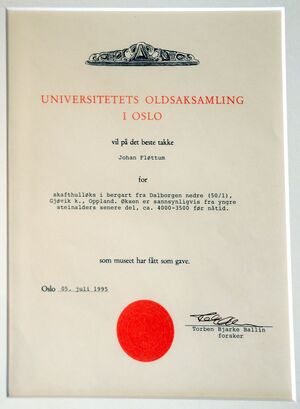 UNIVERSITETETS OLDSAKSAMLING
I OSLO
vil på det beste takke
Johan Fløttum
for
skafthulløks i bergart fra Dalborgen nedre (50/1),
Gjøvik k., Oppland. Øksen er sannsynligvis fra yngre
steinalders senere del, ca. 4000-3500 før nåtid.
som museet har fått som gave.
Oslo 05. juli 1995
Torben Bjarke Ballin
forsker